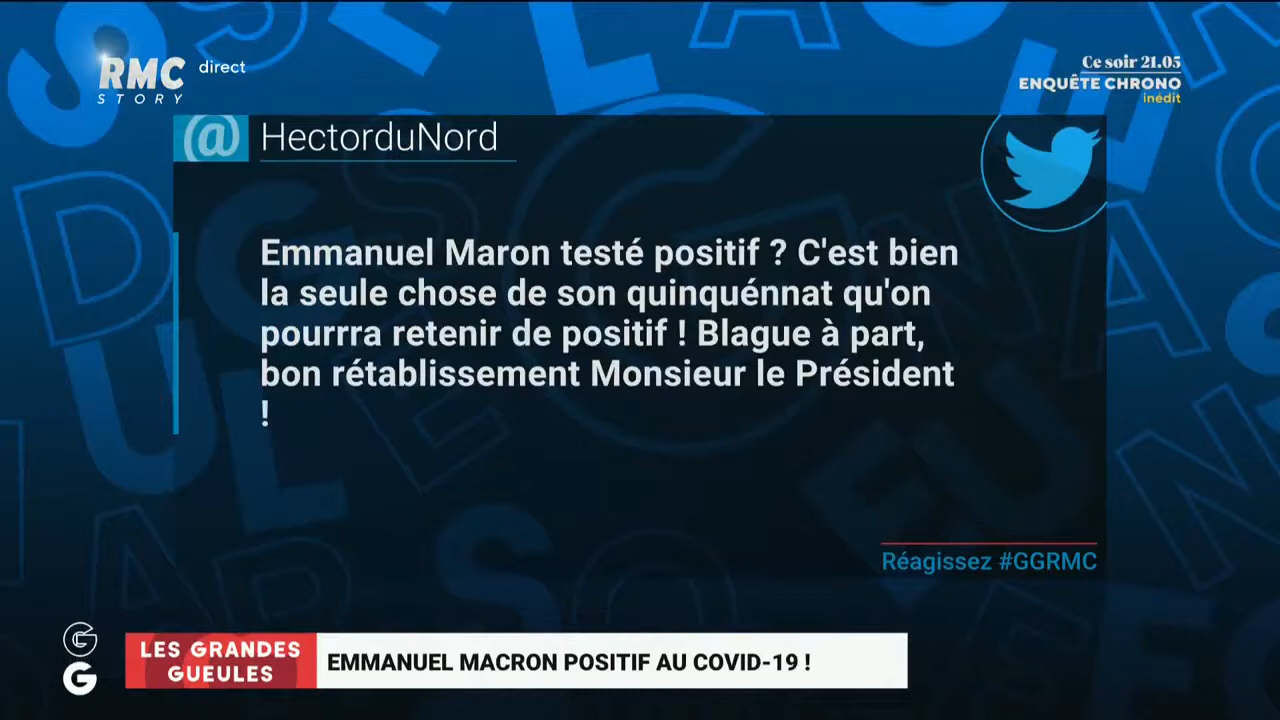 RMC direct
STORY
Ce soir 21.05
ENQUÊTE CHRONO
inédit
@ HectorduNord
Emmanuel Maron testé positif ? C'est bien
la seule chose de son quinquénnat qu'on
pourrra retenir de positif ! Blague à part,
bon rétablissement Monsieur le Président
!
Réagissez #GGRMC
LES GRANDES
GUEULES
EMMANUEL MACRON POSITIF AU COVID-19 !